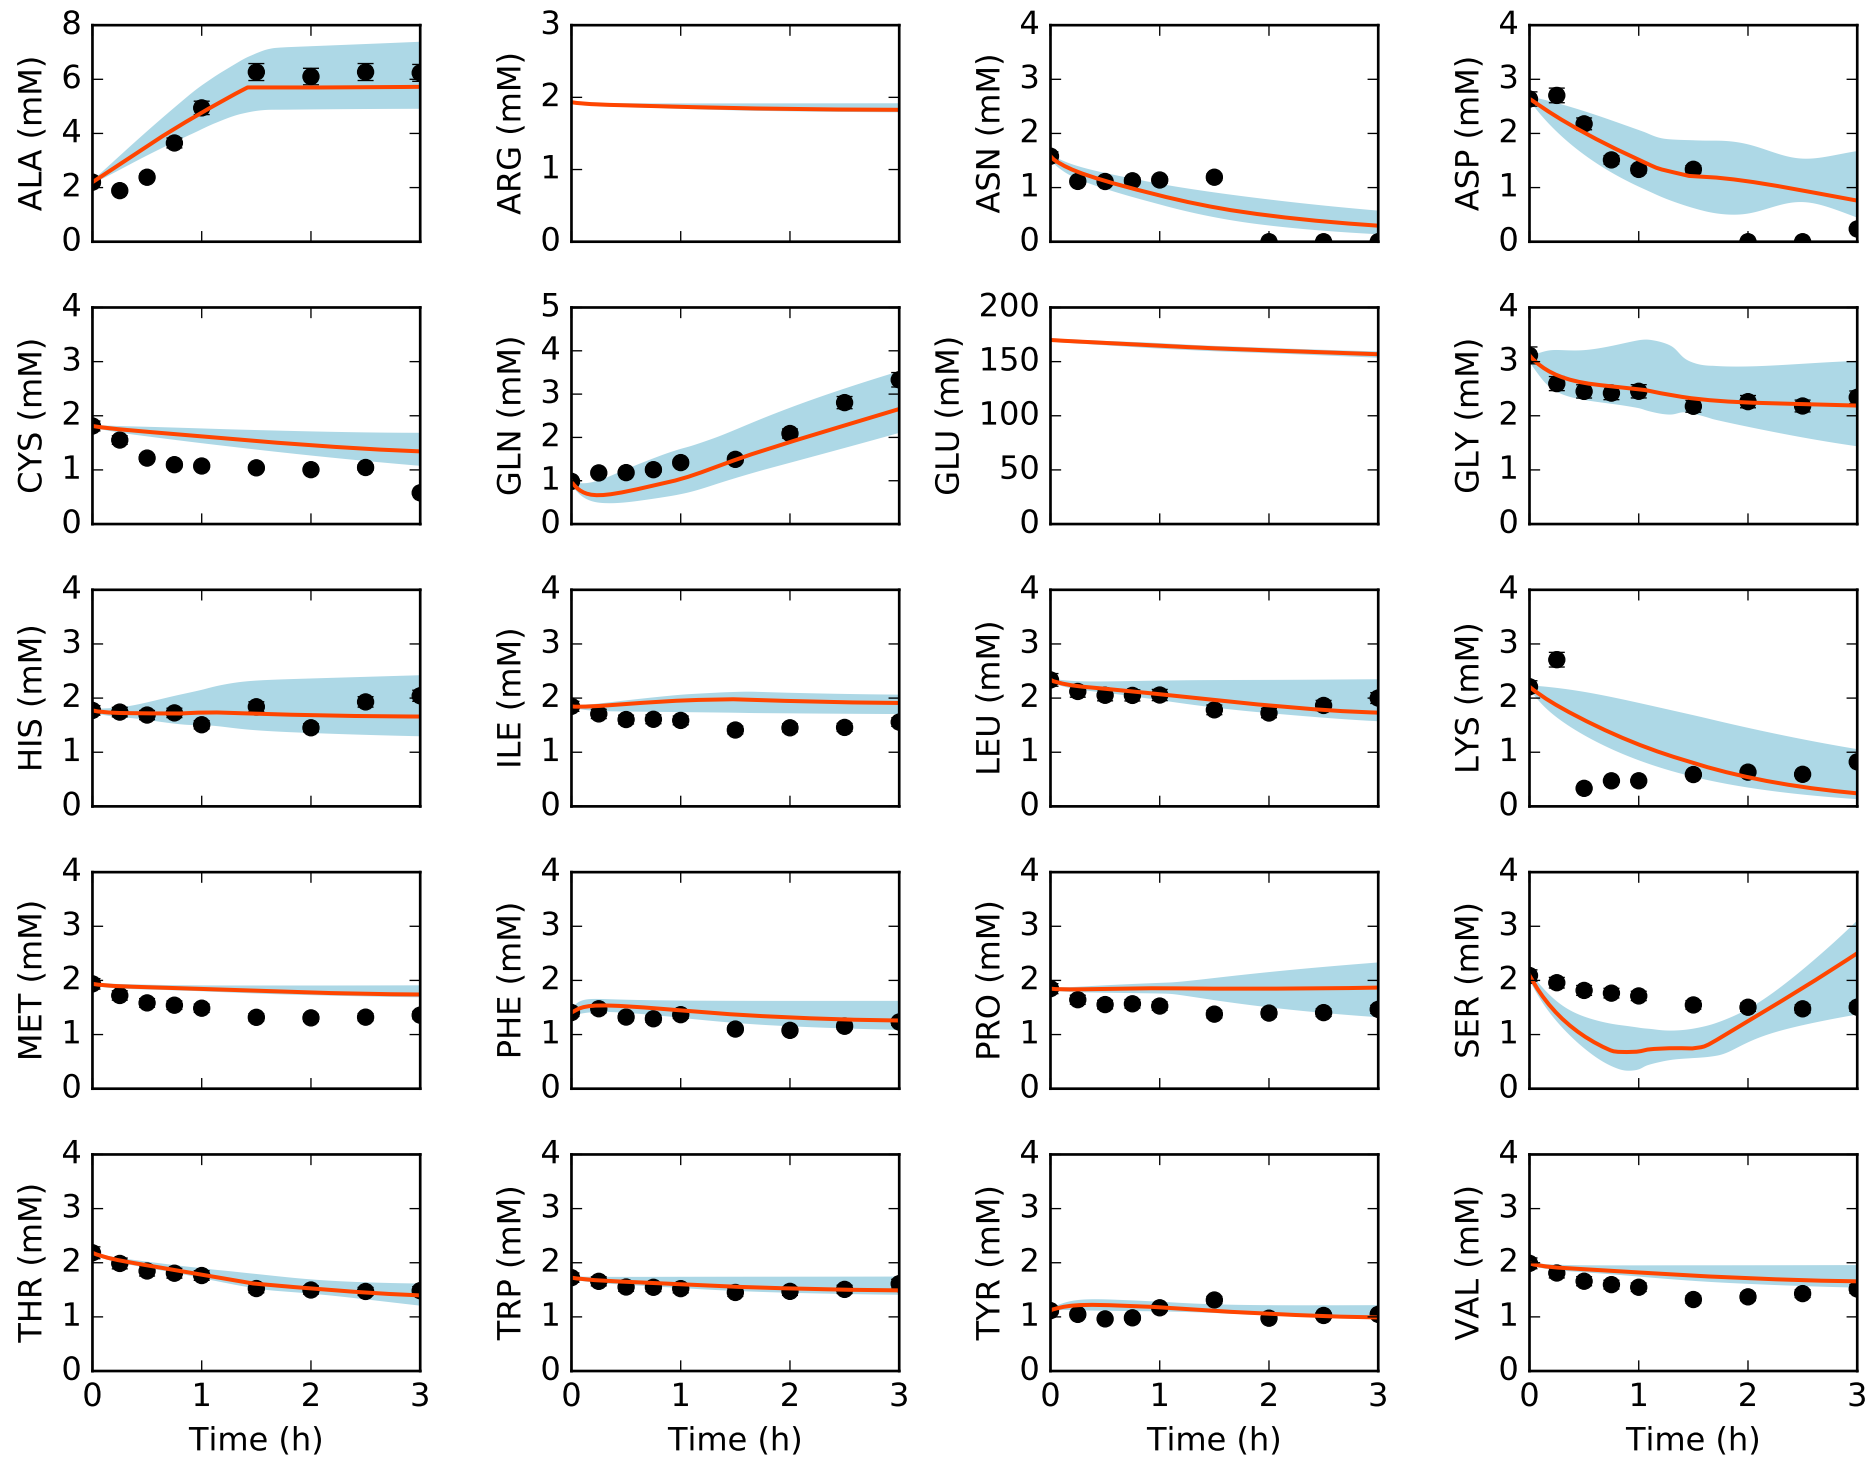 ALA (mM) 8 6 4 2 0
ARG (mM) 3 2 1 0
ASN (mM) 4 3 2 1 0
ASP (mM) 4 3 2 1 0
CYS (mM) 4 3 2 1 0
GLN (mM) 5 4 3 2 1 0
GLU (mM) 200 150 100 50 0
GLY (mM) 4 3 2 1 0
HIS (mM) 4 3 2 1 0
ILE (mM) 4 3 2 1 0
LEU (mM) 4 3 2 1 0
LYS (mM) 4 3 2 1 0
MET (mM) 4 3 2 1 0
PHE (mM) 4 3 2 1 0
PRO (mM) 4 3 2 1 0
SER (mM) 4 3 2 1 0
THR (mM) 4 3 2 1 0
TRP (mM) 4 3 2 1 0
TYR (mM) 4 3 2 1 0
VAL (mM) 4 3 2 1 0
0 1 2 3 0 1 2 3 0 1 2 3 0 1 2 3
Time (h) Time (h) Time (h) Time (h)